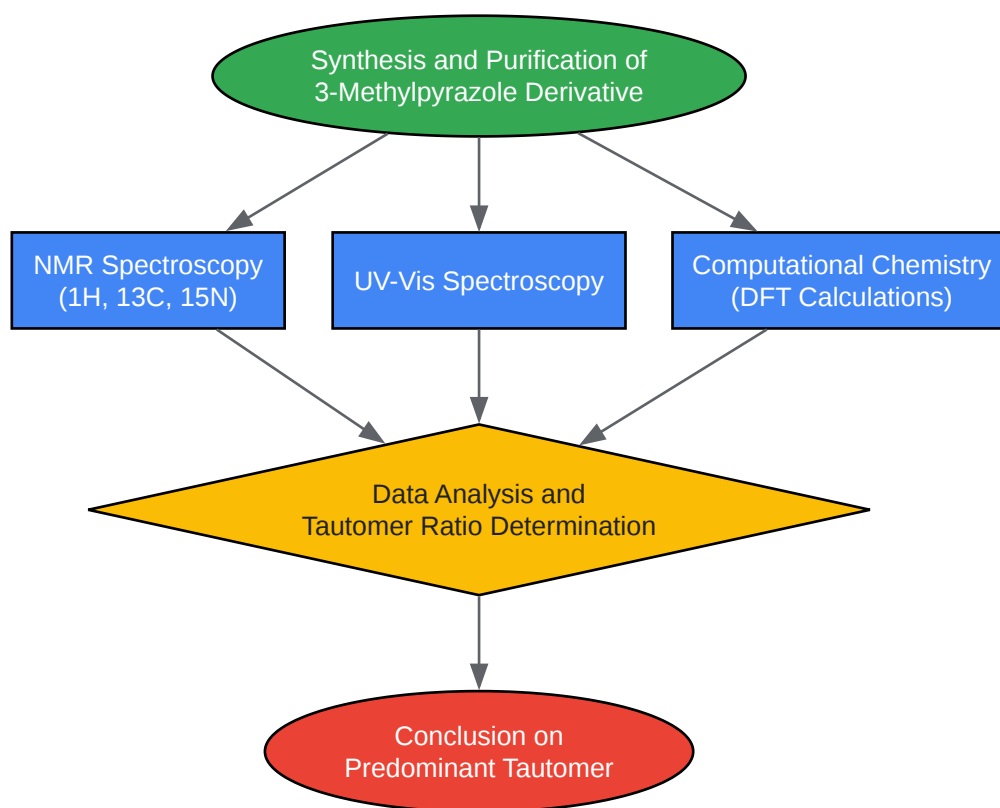 Synthesis and Purification of
3-Methylpyrazole Derivative
NMR Spectroscopy
(1H, 13C, 15N)
UV-Vis Spectroscopy
Computational Chemistry
(DFT Calculations)
Data Analysis and
Tautomer Ratio Determination
Conclusion on
Predominant Tautomer